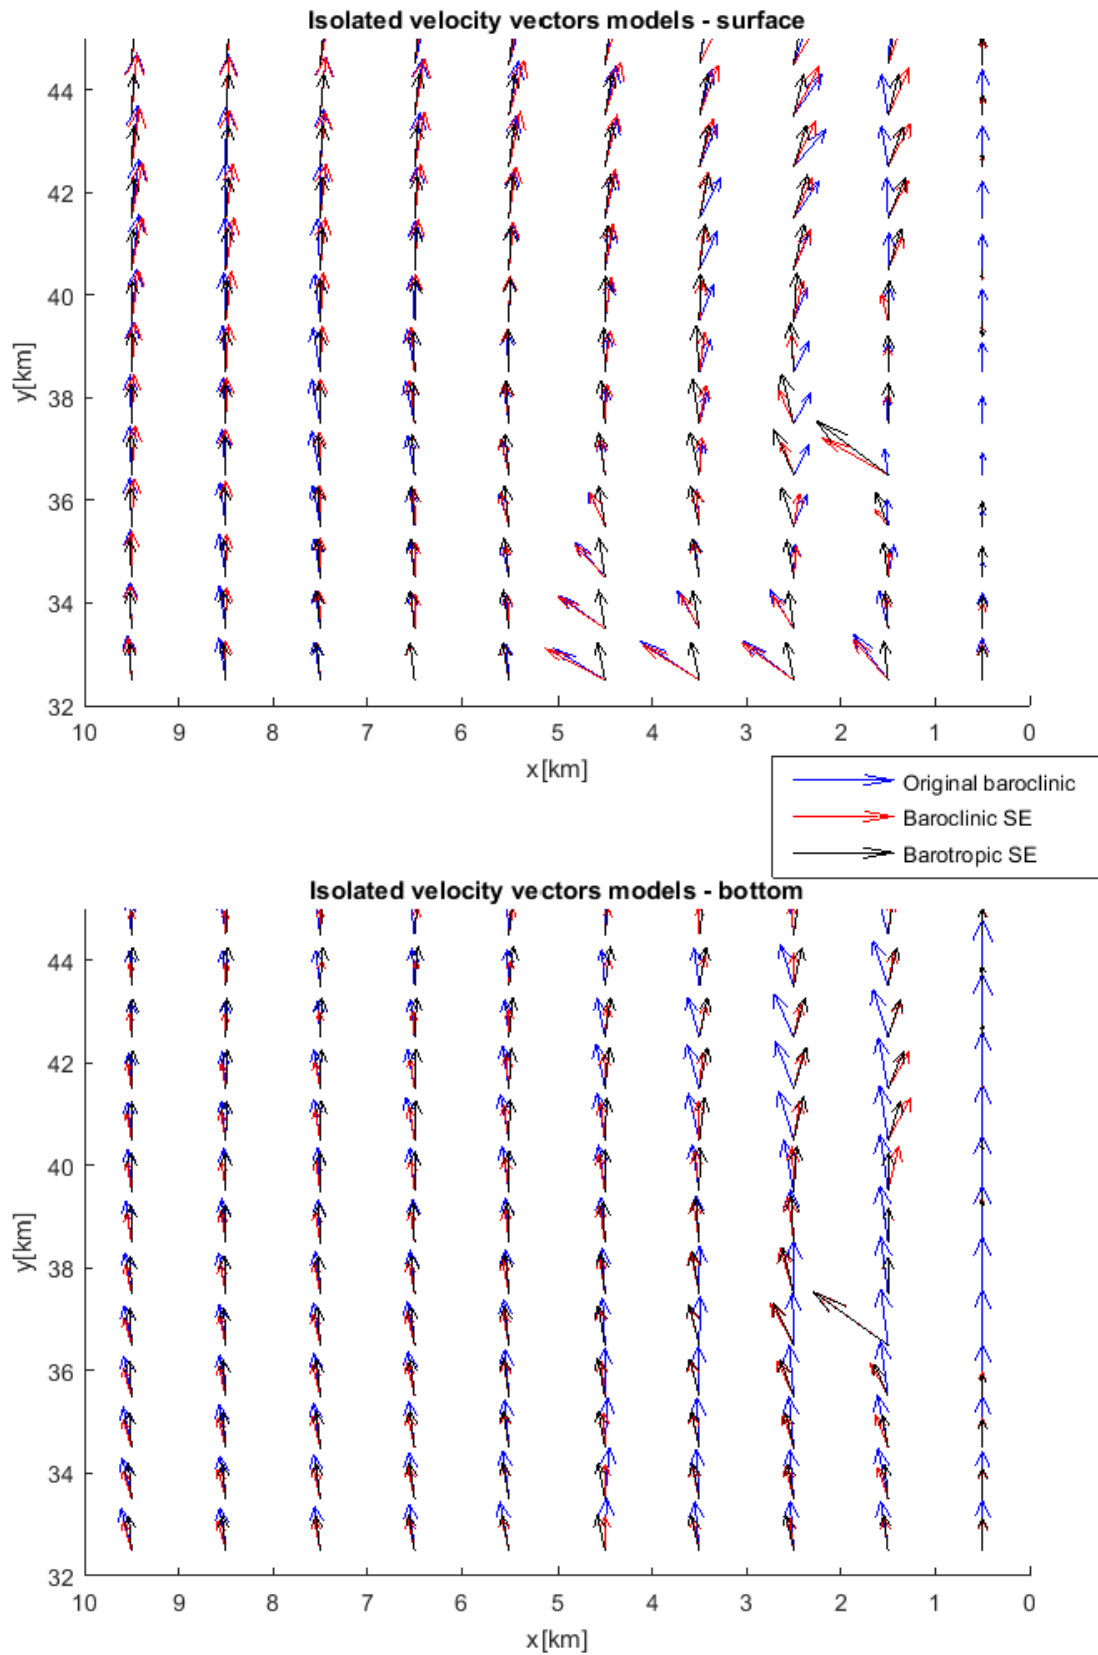 Isolated velocity vectors models - surface
44
42
40
38
36
34
32
y[km]
10 9 8 7 6 5 4 3 2 1 0
x[km]
Original baroclinic
Baroclinic SE
Barotropic SE
Isolated velocity vectors models - bottom
44
42
40
38
36
34
32
y[km]
10 9 8 7 6 5 4 3 2 1 0
x[km]